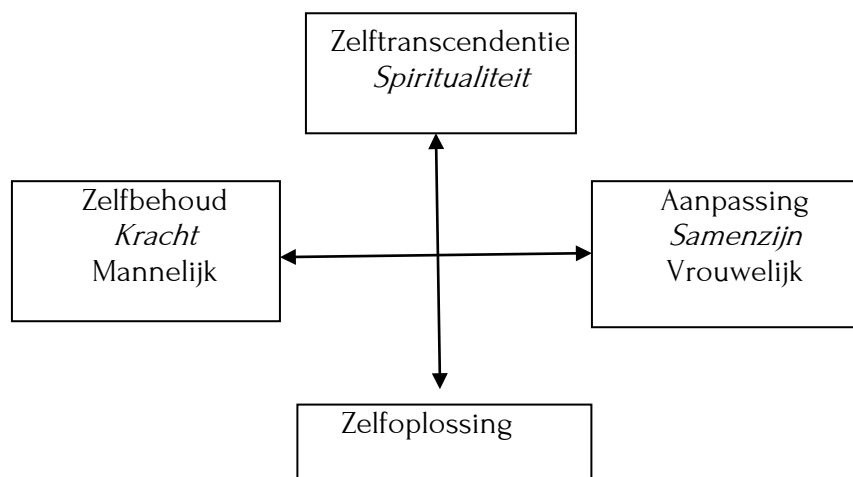 Zelftranscendentie
Spiritualiteit
Zelfbehoud
Kracht
Mannelijk
Aanpassing
Samenzijn
Vrouwelijk
Zelfoplossing